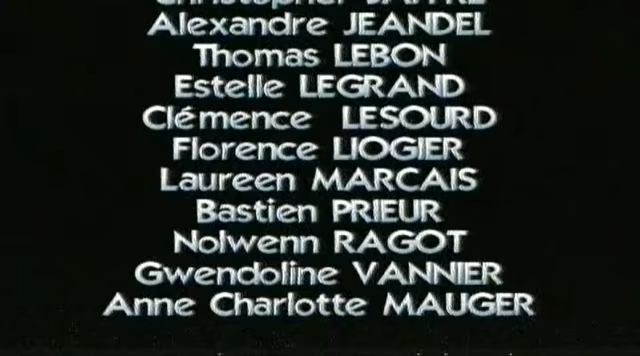 Alexandre JEANDEL
Thomas LEBON
Estelle LEGRAND
Clémence LESOURD
Florence LIOGIER
Laureen MARCAIS
Bastien PRIEUR
Nolwenn RAGOT
Gwendoline VANNIER
Anne Charlotte MAUGER